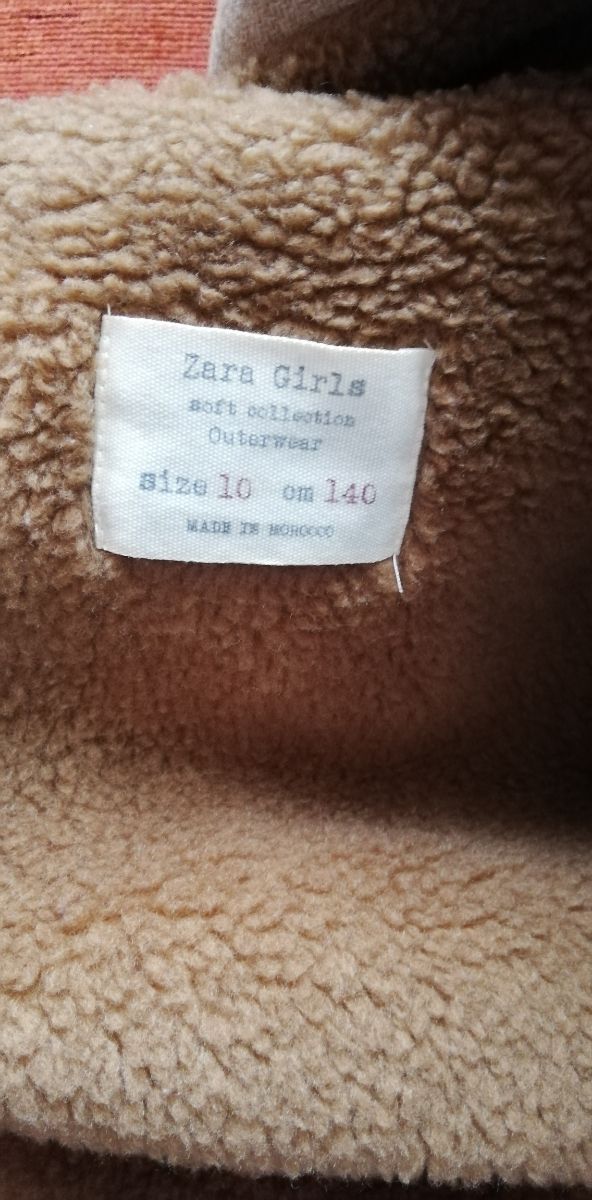 Zara Girls
soft collection
Outerwear
size 10 cm 140
MADE IN MOROCCO